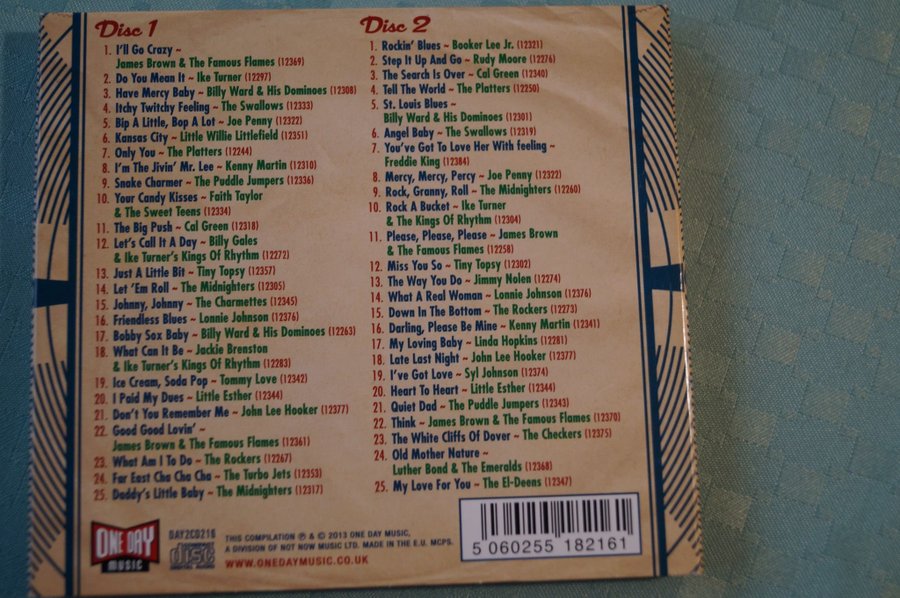 Disc 1
1. I'll Go Crazy ~
James Brown & The Famous Flames (12369)
2. Do You Mean It ~ Ike Turner (12297)
3. Have Mercy Baby ~ Billy Ward & His Dominoes (12308)
4. Itchy Twitchy Feeling ~ The Swallows (12333)
5. Bip A Little, Bop A Lot ~ Joe Penny (12322)
6. Kansas City ~ Little Willie Littlefield (12351)
7. Only You ~ The Platters (12244)
8. I'm The Jivin' Mr. Lee ~ Kenny Martin (12310)
9. Snake Charmer ~ The Puddle Jumpers (12336)
10. Your Candy Kisses ~ Faith Taylor
& The Sweet Teens (12334)
11. The Big Push ~ Cal Green (12318)
12. Let's Call It A Day ~ Billy Gales
& Ike Turner's Kings Of Rhythm (12272)
13. Just A Little Bit ~ Tiny Topsy (12357)
14. Let 'Em Roll ~ The Midnighters (12305)
15. Johnny, Johnny ~ The Charmettes (12345)
16. Friendless Blues ~ Lonnie Johnson (12376)
17. Bobby Sox Baby ~ Billy Ward & His Dominoes (12263)
18. What Can It Be ~ Jackie Brenston
& Ike Turner's Kings Of Rhythm (12283)
19. Ice Cream, Soda Pop ~ Tommy Love (12342)
20. I Paid My Dues ~ Little Esther (12344)
21. Don't You Remember Me ~ John Lee Hooker (12377)
22. Good Good Lovin' ~
James Brown & The Famous Flames (12361)
23. What Am I To Do ~ The Rockers (12267)
24. Far East Cha Cha Cha ~ The Turbo Jets (12353)
25. Daddy's Little Baby ~ The Midnighters (12317)
Disc 2
1. Rockin' Blues ~ Booker Lee Jr. (12321)
2. Step It Up And Go ~ Rudy Moore (12276)
3. The Search Is Over ~ Cal Green (12340)
4. Tell The World ~ The Platters (12250)
5. St. Louis Blues ~
Billy Ward & His Dominoes (12301)
6. Angel Baby ~ The Swallows (12319)
7. You've Got To Love Her With feeling ~
Freddie King (12384)
8. Mercy, Mercy, Percy ~ Joe Penny (12322)
9. Rock, Granny, Roll ~ The Midnighters (12260)
10. Rock A Bucket ~ Ike Turner
& The Kings Of Rhythm (12304)
11. Please, Please, Please ~ James Brown
& The Famous Flames (12258)
12. Miss You So ~ Tiny Topsy (12302)
13. The Way You Do ~ Jimmy Nolen (12274)
14. What A Real Woman ~ Lonnie Johnson (12376)
15. Down In The Bottom ~ The Rockers (12273)
16. Darling, Please Be Mine ~ Kenny Martin (12341)
17. My Loving Baby ~ Linda Hopkins (12281)
18. Late Last Night ~ John Lee Hooker (12377)
19. I've Got Love ~ Syl Johnson (12374)
20. Heart To Heart ~ Little Esther (12344)
21. Quiet Dad ~ The Puddle Jumpers (12343)
22. Think ~ James Brown & The Famous Flames (12370)
23. The White Cliffs Of Dover ~ The Checkers (12375)
24. Old Mother Nature ~
Luther Bond & The Emeralds (12368)
25. My Love For You ~ The El-Deens (12347)
ONE DAY
MUSIC
DAY2CD216
COMPACT
disc
DIGITAL AUDIO
THIS COMPILATION ℗ & © 2013 ONE DAY MUSIC,
A DIVISION OF NOT NOW MUSIC LTD. MADE IN THE E.U. MCPS.
WWW.ONEDAYMUSIC.CO.UK
5 060255 182161